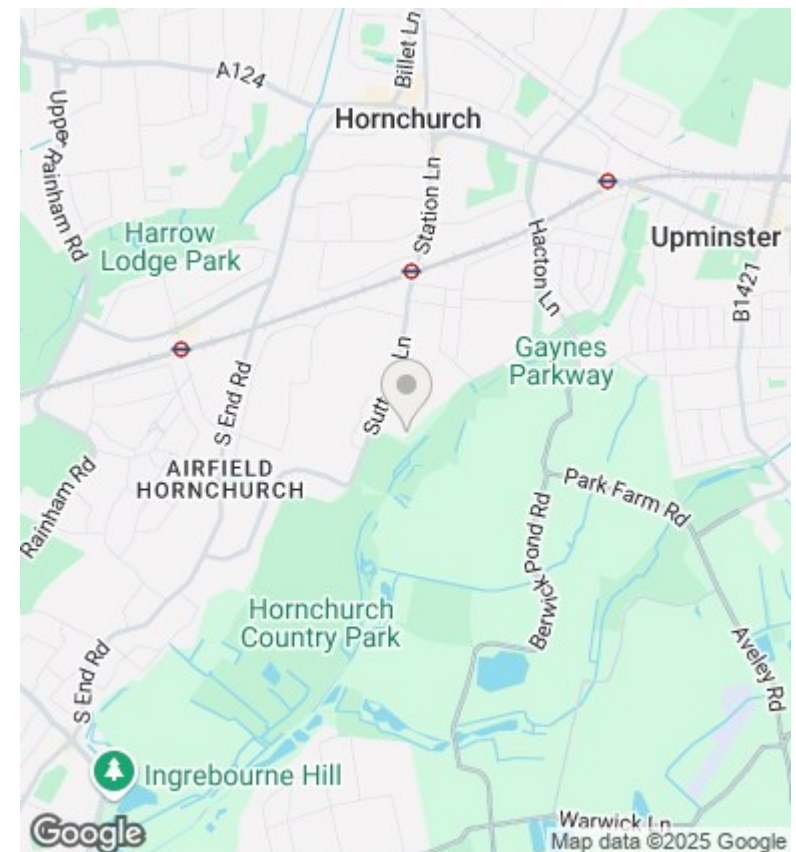 A124
Billet Ln
Hornchurch
Upper Rainham Rd
Station Ln
Hacton Ln
Harrow
Lodge Park
Upminster
B1421
Gaynes
Parkway
S End Rd
Sutt
Ln
AIRFIELD
HORNCHURCH
Rainham Rd
Park Farm Rd
Berwick Pond Rd
Hornchurch
Country Park
Aveley Rd
S End Rd
Ingrebourne Hill
Warwick Ln
Google
Map data ©2025 Google